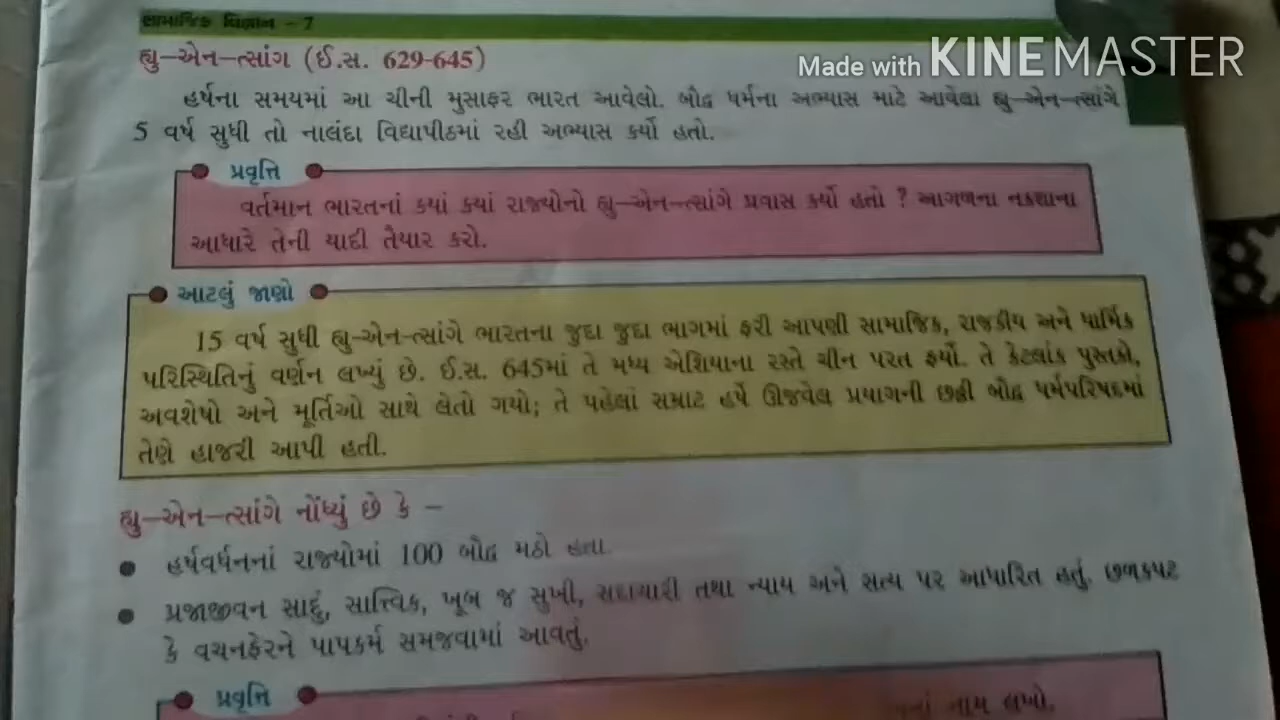 સામાજિક વિજ્ઞાન - 7
Made with KINEMASTER
હ્યુ-એન-ત્સાંગ (ઈ.સ. 629-645)
હર્ષના સમયમાં આ ચીની મુસાફર ભારત આવેલો. બૌદ્ધ ધર્મના અભ્યાસ માટે આવેલા હ્યુ-એન-ત્સાંગે
5 વર્ષ સુધી તો નાલંદા વિદ્યાપીઠમાં રહી અભ્યાસ કર્યો હતો.
પ્રવૃત્તિ
વર્તમાન ભારતનાં કયાં કયાં રાજ્યોનો હ્યુ-એન-ત્સાંગે પ્રવાસ કર્યો હતો ? આગળના નકશાના
આધારે તેની યાદી તૈયાર કરો.
આટલું જાણો
15 વર્ષ સુધી હ્યુ-એન-ત્સાંગે ભારતના જુદા જુદા ભાગમાં ફરી આપણી સામાજિક, રાજકીય અને ધાર્મિક
પરિસ્થિતિનું વર્ણન લખ્યું છે. ઈ.સ. 645માં તે મધ્ય એશિયાના રસ્તે ચીન પરત ફર્યો. તે કેટલાંક પુસ્તકો,
અવશેષો અને મૂર્તિઓ સાથે લેતો ગયો; તે પહેલાં સમ્રાટ હર્ષે ઊજવેલ પ્રયાગની છઠ્ઠી બૌદ્ધ ધર્મપરિષદમાં
તેણે હાજરી આપી હતી.
હ્યુ-એન-ત્સાંગે નોંધ્યું છે કે -
● હર્ષવર્ધનનાં રાજ્યોમાં 100 બૌદ્ધ મઠો હતા.
● પ્રજાજીવન સાદું, સાત્ત્વિક, ખૂબ જ સુખી, સદાચારી તથા ન્યાય અને સત્ય પર આધારિત હતું. છળકપટ
કે વચનફેરને પાપકર્મ સમજવામાં આવતું.
પ્રવૃત્તિ
નામ લખો.